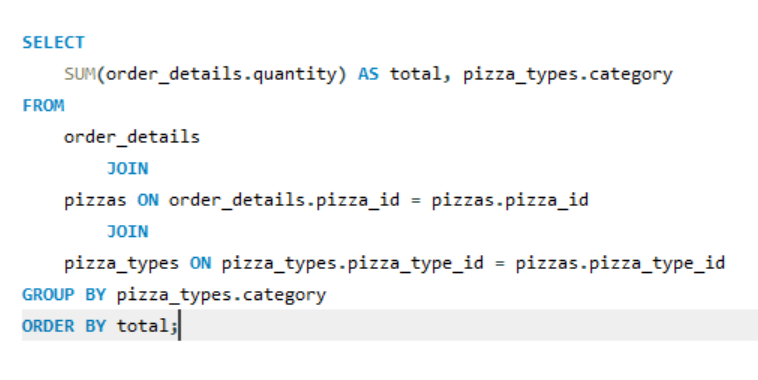 SELECT
SUM(order_details.quantity) AS total, pizza_types.category
FROM
order_details
JOIN
pizzas ON order_details.pizza_id = pizzas.pizza_id
JOIN
pizza_types ON pizza_types.pizza_type_id = pizzas.pizza_type_id
GROUP BY pizza_types.category
ORDER BY total;